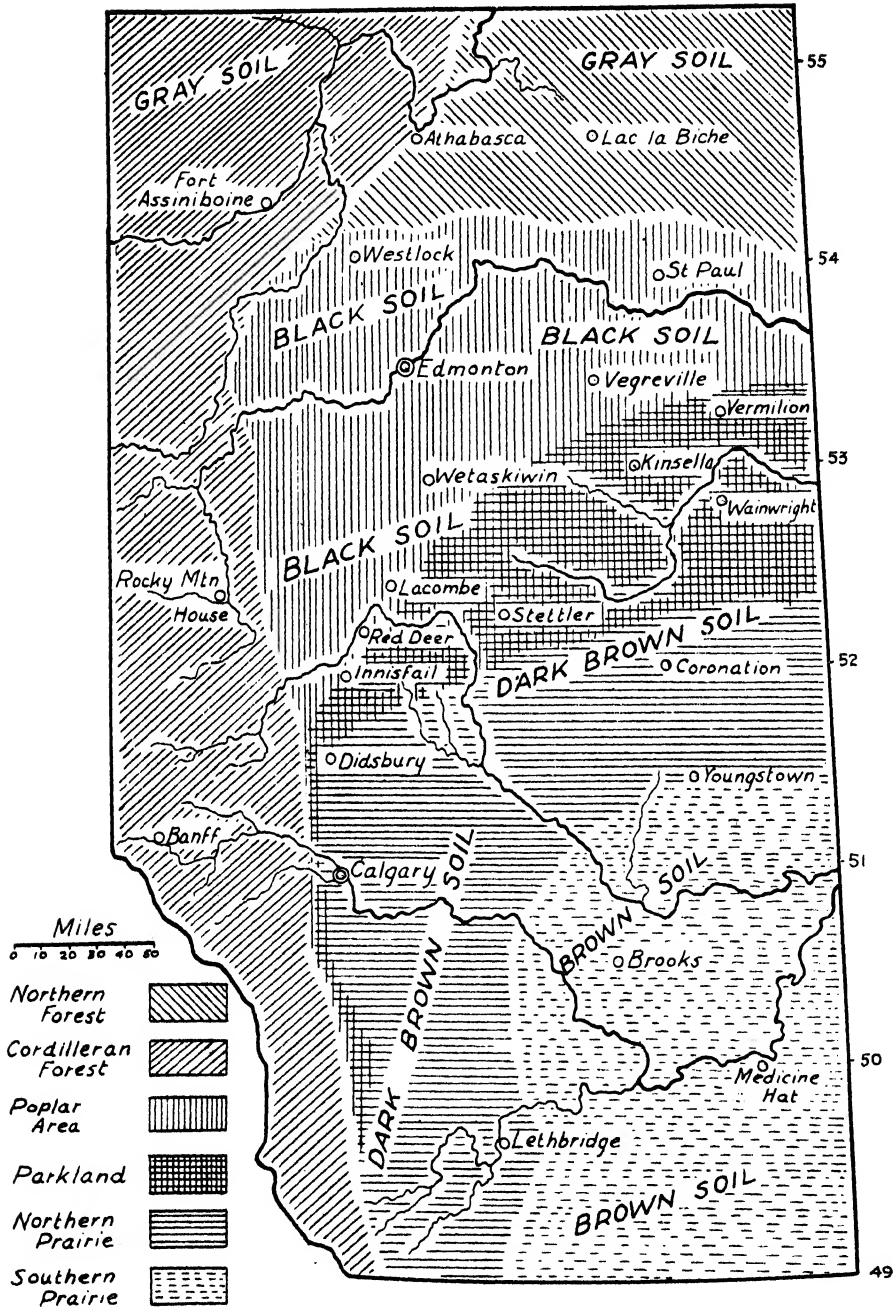 GRAY SOIL
GRAY SOIL
55
Athabasca
Lac la Biche
Fort
Assiniboine
Westlock
54
St Paul
BLACK SOIL
BLACK SOIL
Edmonton
Vegreville
Vermilion
Kinsella
53
Wetaskiwin
Wainwright
BLACK SOIL
Rocky Mtn
House
Lacombe
Stettler
Red Deer
DARK BROWN SOIL
52
Innisfail
Coronation
Didsbury
Youngstown
Banff
51
Calgary
DARK BROWN SOIL
BROWN SOIL
Brooks
50
Medicine
Hat
Lethbridge
BROWN SOIL
49
Miles
0 10 20 30 40 50
Northern
Forest
Cordilleran
Forest
Poplar
Area
Parkland
Northern
Prairie
Southern
Prairie